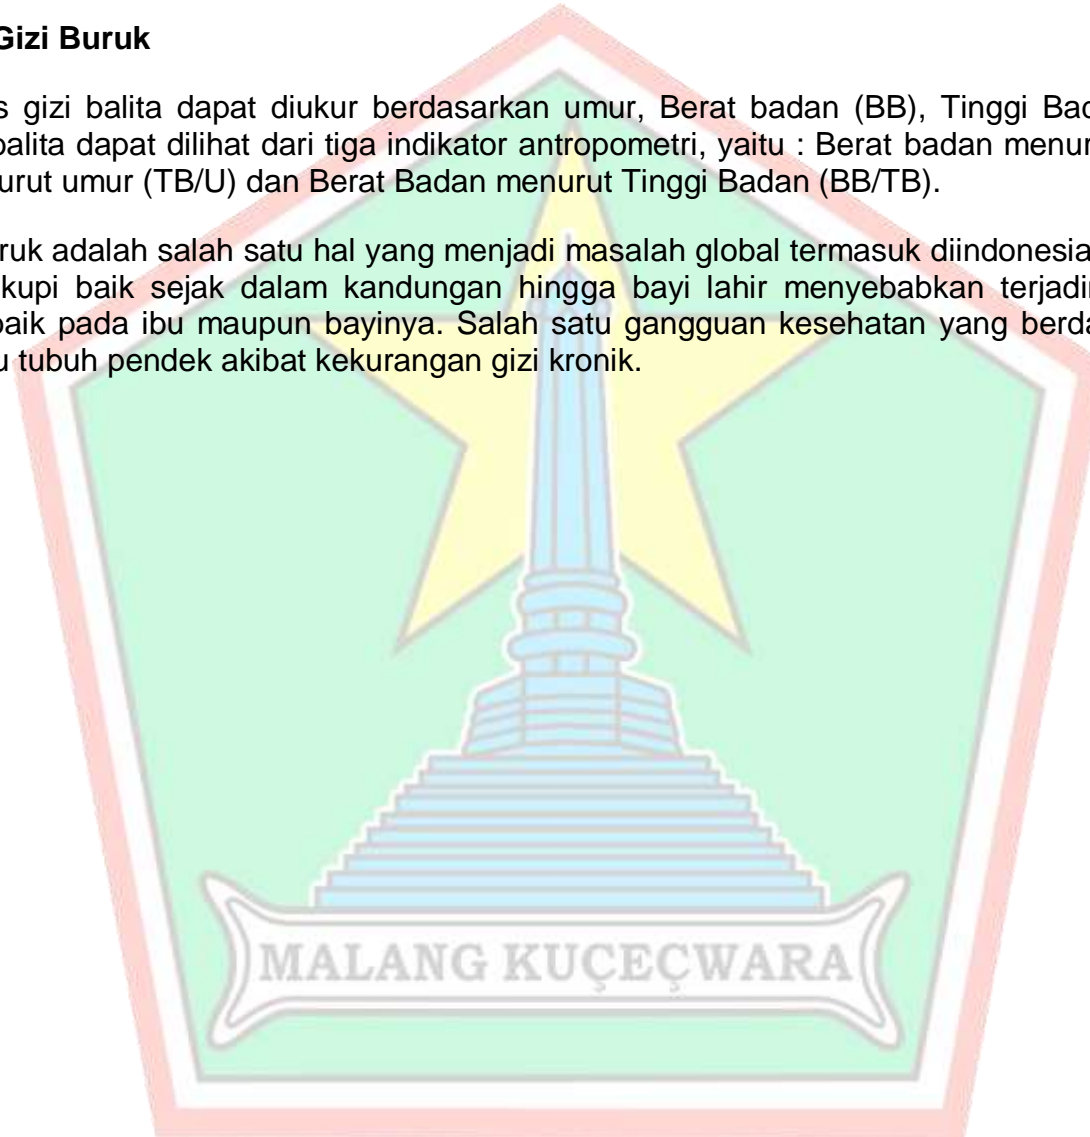 Gizi Buruk
s gizi balita dapat diukur berdasarkan umur, Berat badan (BB), Tinggi Bad
balita dapat dilihat dari tiga indikator antropometri, yaitu : Berat badan menur
urut umur (TB/U) dan Berat Badan menurut Tinggi Badan (BB/TB).
ruk adalah salah satu hal yang menjadi masalah global termasuk diindonesia
kupi baik sejak dalam kandungan hingga bayi lahir menyebabkan terjadi
baik pada ibu maupun bayinya. Salah satu gangguan kesehatan yang berda
u tubuh pendek akibat kekurangan gizi kronik.
MALANG KUÇEÇWARA